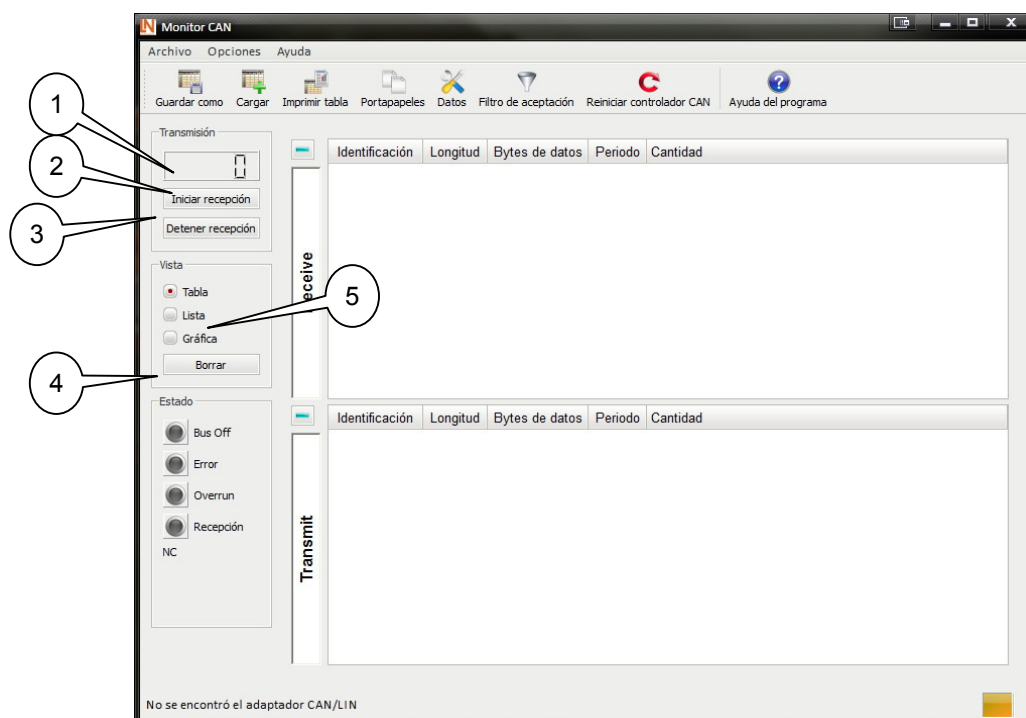 Monitor CAN
Archivo Opciones Ayuda
Guardar como Cargar Imprimir tabla Portapapeles Datos Filtro de aceptación Reiniciar controlador CAN Ayuda del programa
1
Transmisión
0
2
Iniciar recepción
3
Detener recepción
Vista
Tabla
Lista
Gráfica
5
Borrar
4
Estado
Bus Off
Error
Overrun
Recepción
NC
Identificación Longitud Bytes de datos Periodo Cantidad
Identificación Longitud Bytes de datos Periodo Cantidad
Transmit
No se encontró el adaptador CAN/LIN